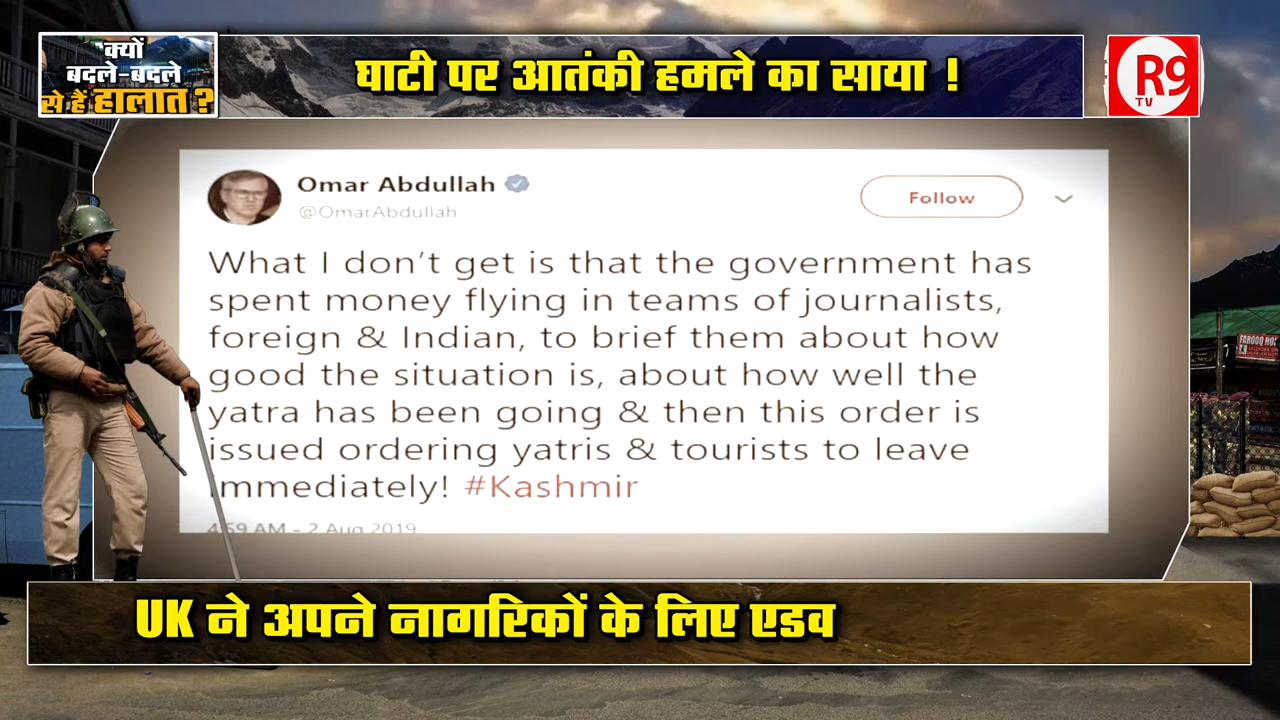 क्यों
बदले-बदले
से हैं हालात ?
घाटी पर आतंकी हमले का साया !
R9
TV
Omar Abdullah
@OmarAbdullah
Follow
What I don't get is that the government has
spent money flying in teams of journalists,
foreign & Indian, to brief them about how
good the situation is, about how well the
yatra has been going & then this order is
issued ordering yatris & tourists to leave
immediately! #Kashmir
4:59 AM - 2 Aug 2019
UK ने अपने नागरिकों के लिए एडव